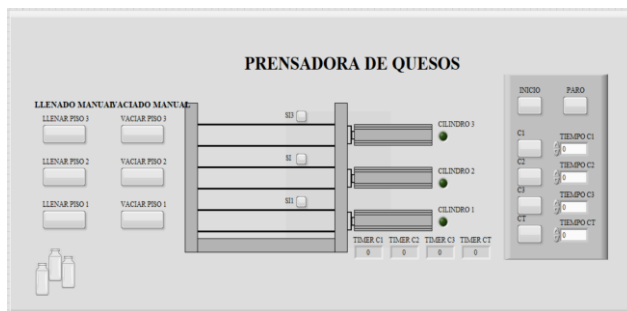 PRENSADORA DE QUESOS
LLENADO MANUAL VACIADO MANUAL
LLENAR PISO 3 VACIAR PISO 3
LLENAR PISO 2 VACIAR PISO 2
LLENAR PISO 1 VACIAR PISO 1
SI3
SI
SI1
CILINDRO 3
CILINDRO 2
CILINDRO 1
TIMER C1 TIMER C2 TIMER C3 TIMER CT
0 0 0 0
INICIO PARO
C1 TIEMPO C1
0
C2 TIEMPO C2
0
C3 TIEMPO C3
0
CT TIEMPO CT
0